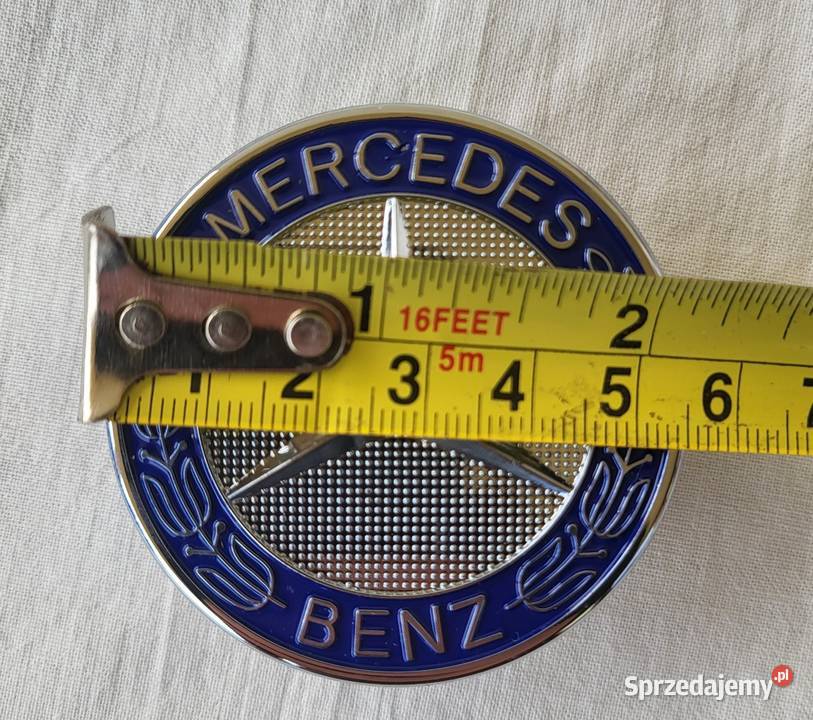 MERCEDES
1 16FEET 2
1 2 3 5m 4 5 6 7
BENZ
Sprzedajemy.pl